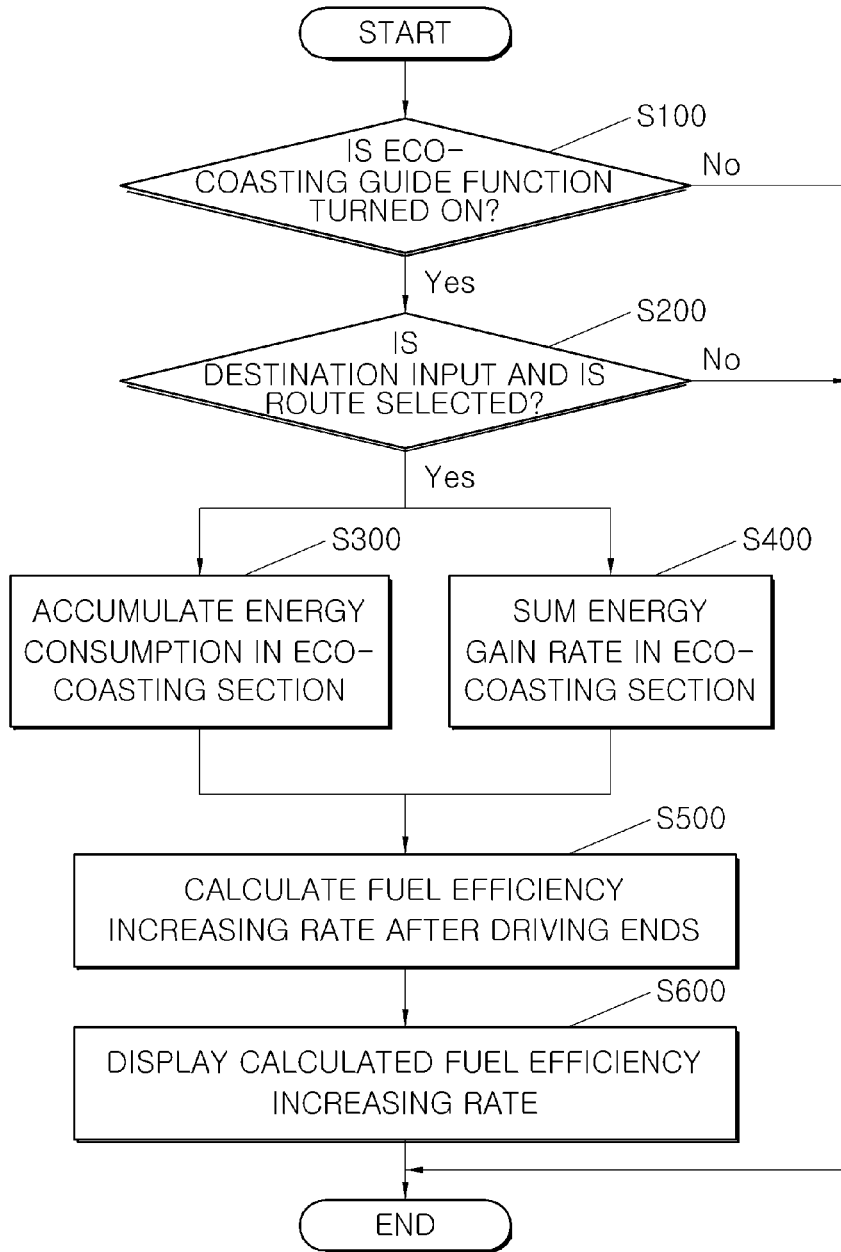 START
S100
IS ECO-
COASTING GUIDE FUNCTION
TURNED ON?
No
Yes
S200
IS
DESTINATION INPUT AND IS
ROUTE SELECTED?
No
Yes
S300
ACCUMULATE ENERGY
CONSUMPTION IN ECO-
COASTING SECTION
S400
SUM ENERGY
GAIN RATE IN ECO-
COASTING SECTION
S500
CALCULATE FUEL EFFICIENCY
INCREASING RATE AFTER DRIVING ENDS
S600
DISPLAY CALCULATED FUEL EFFICIENCY
INCREASING RATE
END